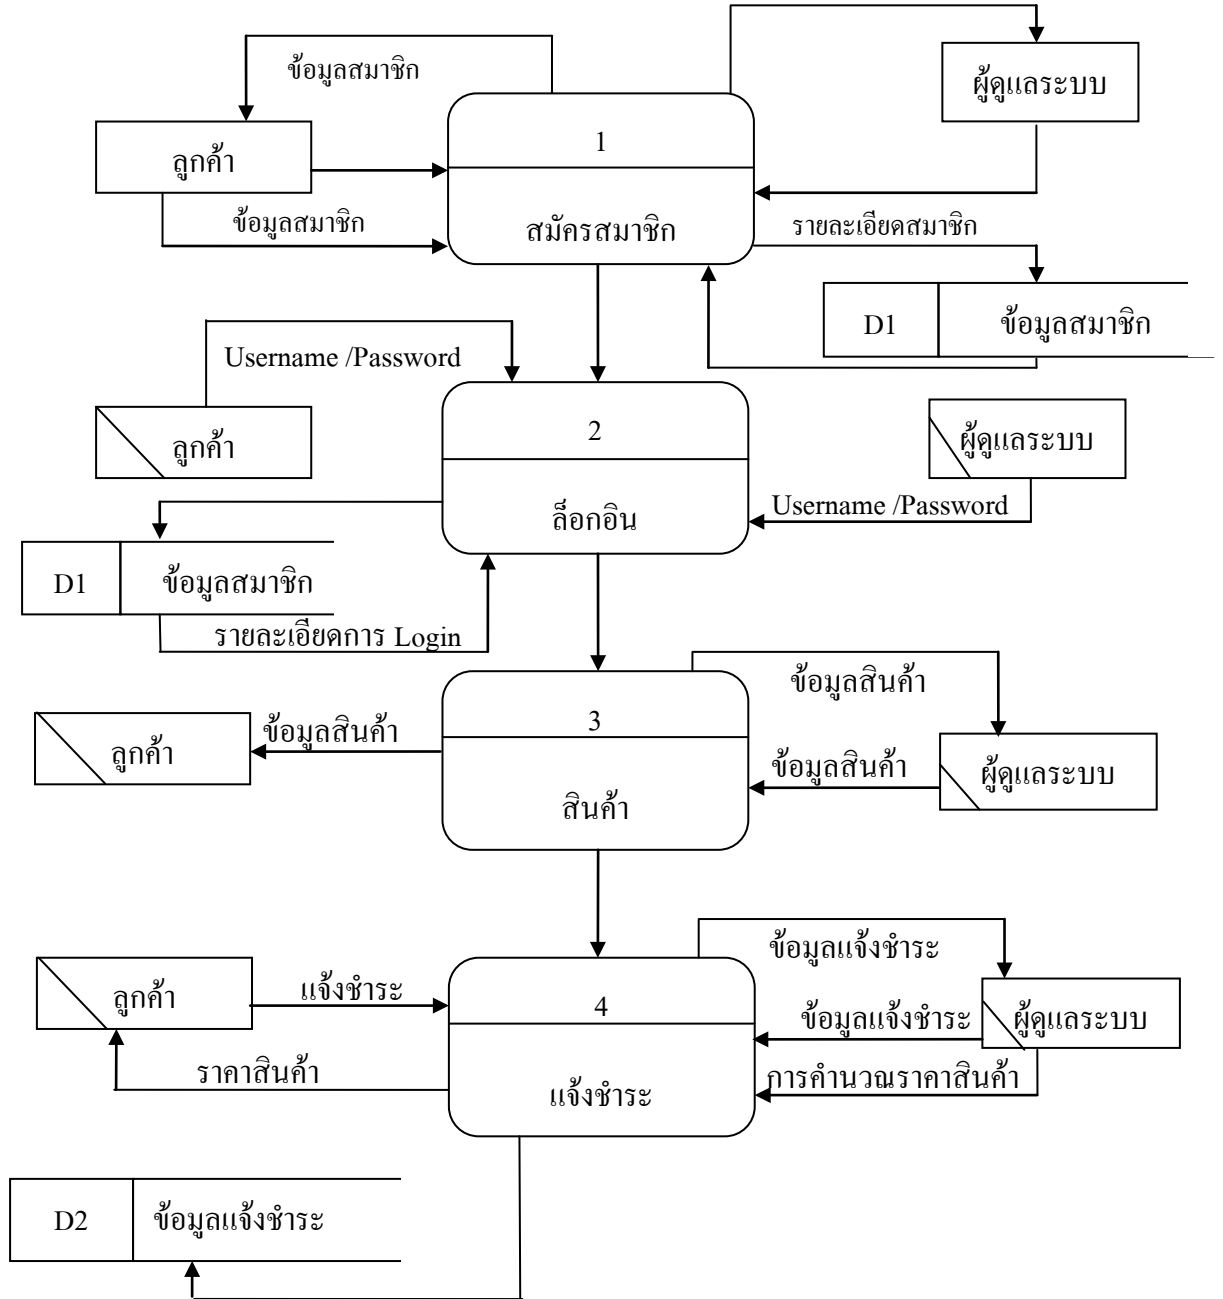 ข้อมูลสมาชิก
ผู้ดูแลระบบ
1
ลูกค้า
ข้อมูลสมาชิก
สมัครสมาชิก
รายละเอียดสมาชิก
D1
ข้อมูลสมาชิก
Username /Password
2
ลูกค้า
ผู้ดูแลระบบ
ล็อกอิน
Username /Password
D1
ข้อมูลสมาชิก
รายละเอียดการ Login
ข้อมูลสินค้า
3
ลูกค้า
ข้อมูลสินค้า
ข้อมูลสินค้า
ผู้ดูแลระบบ
สินค้า
ข้อมูลแจ้งชำระ
ลูกค้า
แจ้งชำระ
4
ข้อมูลแจ้งชำระ
ผู้ดูแลระบบ
ราคาสินค้า
แจ้งชำระ
การคำนวณราคาสินค้า
D2
ข้อมูลแจ้งชำระ